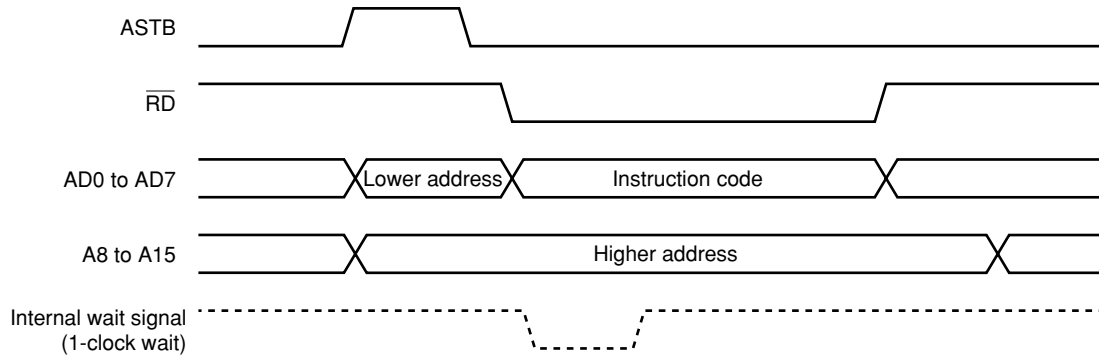 ASTB
RD
AD0 to AD7
Lower address
Instruction code
A8 to A15
Higher address
Internal wait signal
(1-clock wait)